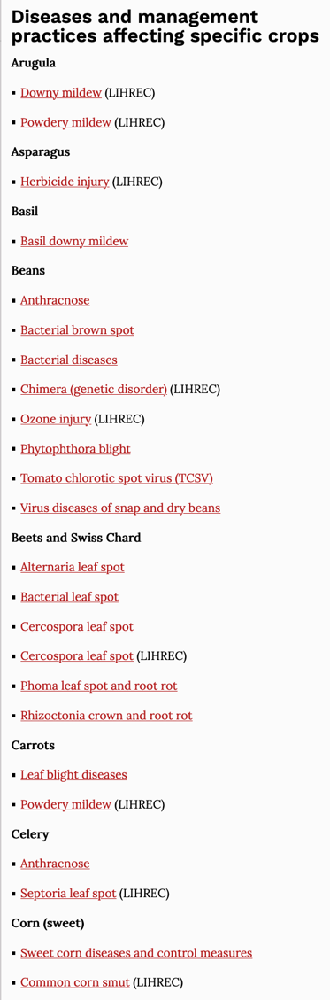 Diseases and management
practices affecting specific crops
Arugula
▪ Downy mildew (LIHREC)
▪ Powdery mildew (LIHREC)
Asparagus
▪ Herbicide injury (LIHREC)
Basil
▪ Basil downy mildew
Beans
▪ Anthracnose
▪ Bacterial brown spot
▪ Bacterial diseases
▪ Chimera (genetic disorder) (LIHREC)
▪ Ozone injury (LIHREC)
▪ Phytophthora blight
▪ Tomato chlorotic spot virus (TCSV)
▪ Virus diseases of snap and dry beans
Beets and Swiss Chard
▪ Alternaria leaf spot
▪ Bacterial leaf spot
▪ Cercospora leaf spot
▪ Cercospora leaf spot (LIHREC)
▪ Phoma leaf spot and root rot
▪ Rhizoctonia crown and root rot
Carrots
▪ Leaf blight diseases
▪ Powdery mildew (LIHREC)
Celery
▪ Anthracnose
▪ Septoria leaf spot (LIHREC)
Corn (sweet)
▪ Sweet corn diseases and control measures
▪ Common corn smut (LIHREC)